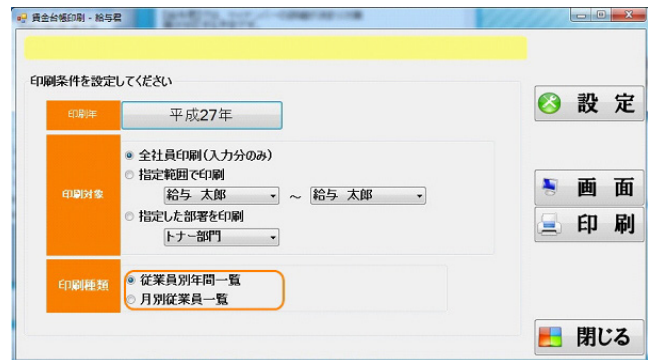 賃金台帳印刷 - 給与君
印刷条件を設定してください
印刷年
平成27年
印刷対象
全社員印刷(入力分のみ)
指定範囲で印刷
給与 太郎 ～ 給与 太郎
指定した部署を印刷
トナー部門
印刷種類
従業員別年間一覧
月別従業員一覧
設 定
画 面
印 刷
閉じる